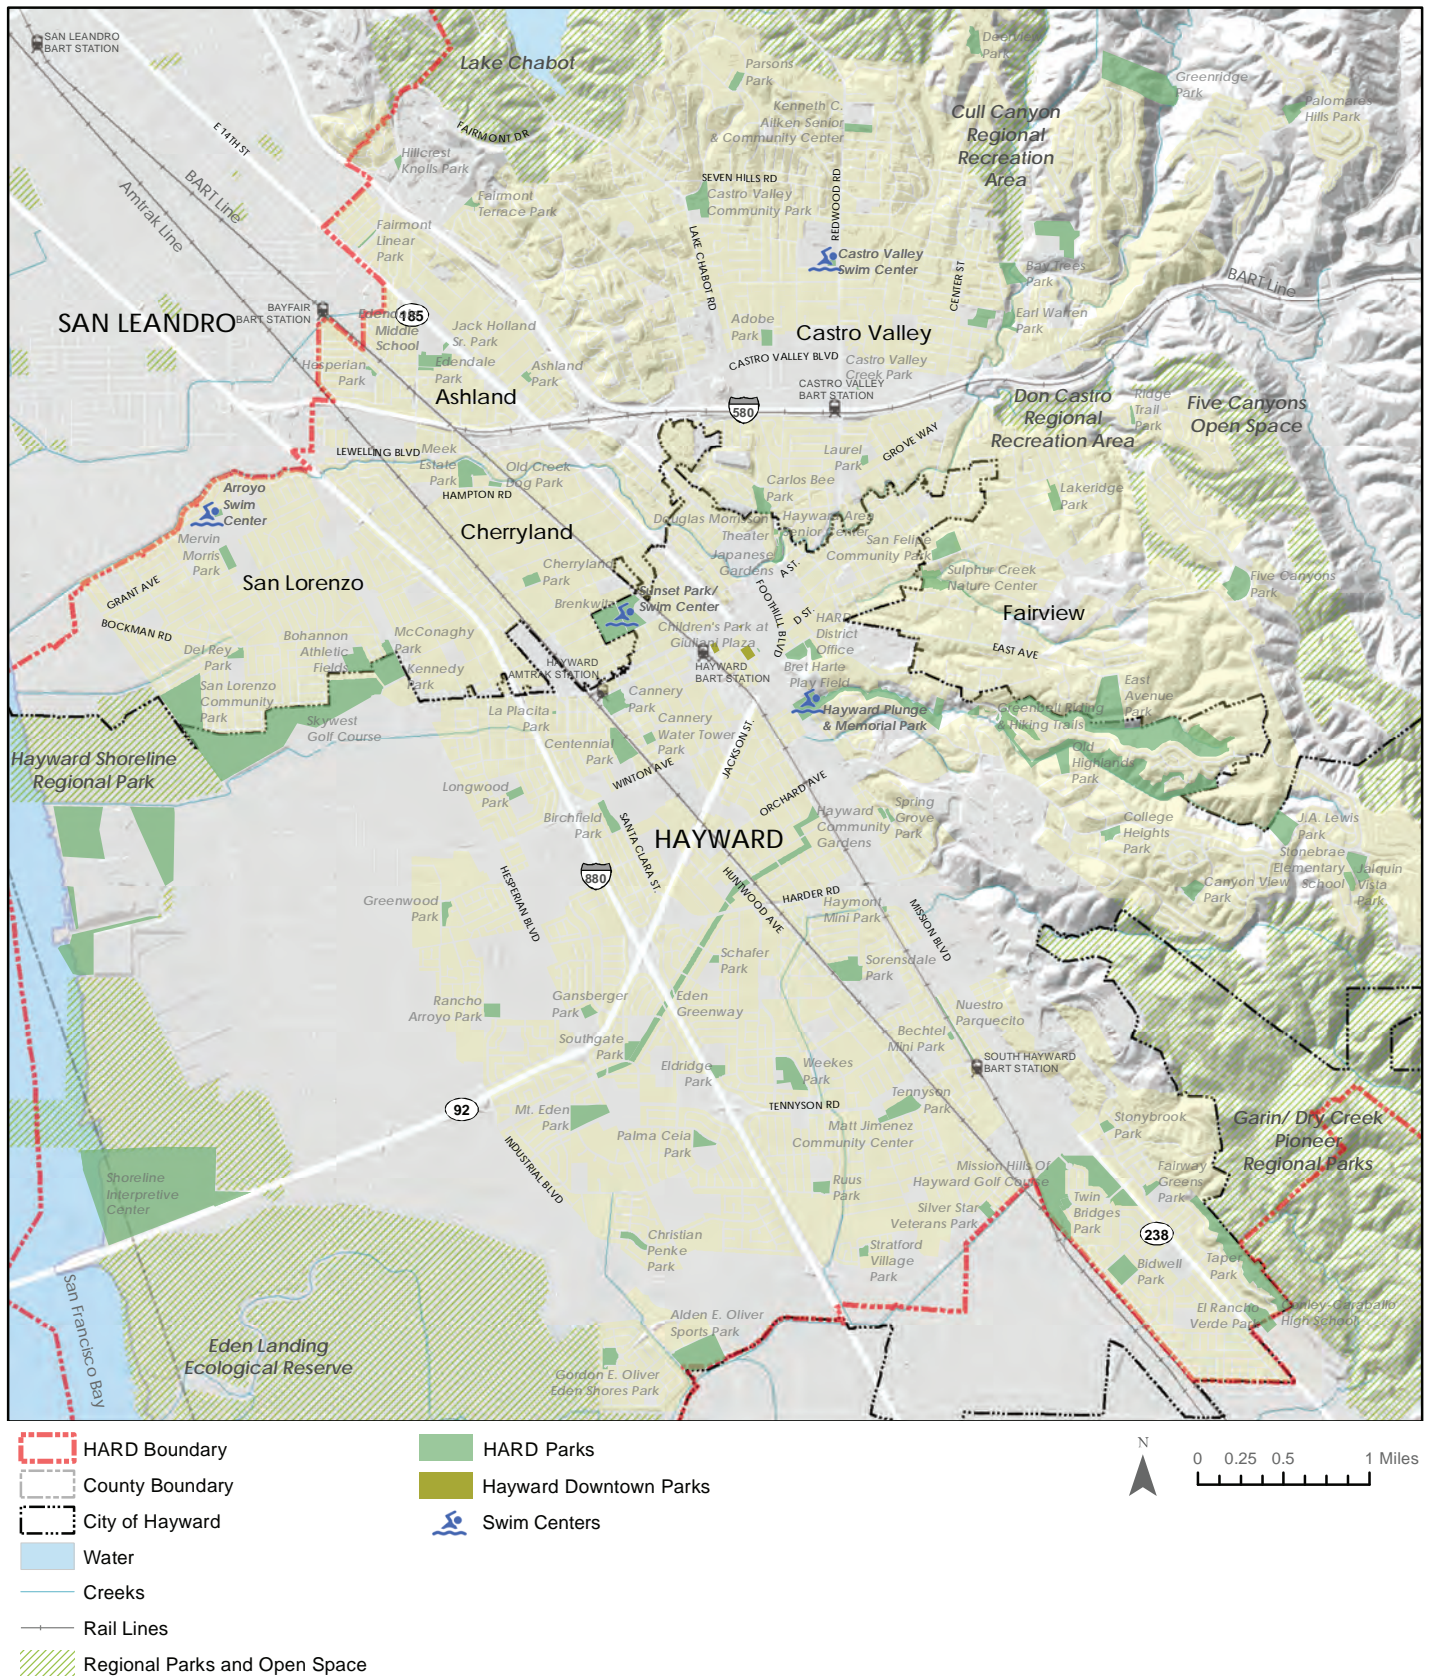 SAN LEANDRO
BART STATION
Lake Chabot
Deerview
Park
Parsons
Park
Greenridge
Park
Kenneth C.
Aitken Senior
& Community Center
Palomares
Hills Park
Cull Canyon
Regional
Recreation
Area
E 14TH ST
FAIRMONT DR
Hillcrest
Knolls Park
BART Line
Amtrak Line
SEVEN HILLS RD
REDWOOD RD
Castro Valley
Community Park
Fairmont
Terrace Park
Fairmont
Linear
Park
LAKE CHABOT RD
Castro Valley
Swim Center
CENTER ST
Bay Trees
Park
BART Line
BAYFAIR
BART STATION
SAN LEANDRO
185
Middle
School
Jack Holland
Sr. Park
Adobe
Park
Castro Valley
Earl Warren
Park
Hesperian
Park
Edendale
Park
Ashland
Park
CASTRO VALLEY BLVD
Castro Valley
Creek Park
CASTRO VALLEY
BART STATION
Ashland
580
Don Castro
Regional
Recreation Area
Ridge
Trail
Park
Five Canyons
Open Space
LEWELLING BLVD
Meek
Estate
Park
Old Creek
Dog Park
HAMPTON RD
Laurel
Park
GROVE WAY
Carlos Bee
Park
Lakeridge
Park
Arroyo
Swim
Center
Cherryland
Douglas Morrisson
Theater
Hayward Area
Senior Center
Mervin
Morris
Park
Japanese
Gardens
San Felipe
Community Park
A ST.
San Lorenzo
Cherryland
Park
Sulphur Creek
Nature Center
Five Canyons
Park
GRANT AVE
BOCKMAN RD
Brenkwitz
Sunset Park/
Swim Center
FOOTHILL BLVD
D ST.
Fairview
Children's Park at
Giuliani Plaza
HARD
District
Office
EAST AVE
Bohannon
Athletic
Fields
McConaghy
Park
Del Rey
Park
Kennedy
Park
HAYWARD
AMTRAK STATION
HAYWARD
BART STATION
Bret Harte
Play Field
San Lorenzo
Community
Park
Cannery
Park
Hayward Plunge
& Memorial Park
Greenbelt Riding
& Hiking Trails
East
Avenue
Park
Skywest
Golf Course
La Placita
Park
Cannery
Water Tower
Park
Centennial
Park
JACKSON ST.
Old
Highlands
Park
Hayward Shoreline
Regional Park
WINTON AVE
ORCHARD AVE
Longwood
Park
Birchfield
Park
SANTA CLARA ST.
HAYWARD
Hayward
Community
Gardens
Spring
Grove
Park
College
Heights
Park
J.A. Lewis
Park
Stonebrae
Elementary
School
Jalquin
Vista
Park
Canyon View
Park
880
HESPERIAN BLVD
HUNTWOOD AVE
HARDER RD
Haymont
Mini Park
MISSION BLVD
Greenwood
Park
Schafer
Park
Sorensdale
Park
Rancho
Arroyo Park
Gansberger
Park
Eden
Greenway
Nuestro
Parquecito
Southgate
Park
Bechtel
Mini Park
SOUTH HAYWARD
BART STATION
Eldridge
Park
Weekes
Park
92
Mt. Eden
Park
TENNYSON RD
Tennyson
Park
Palma Ceia
Park
Matt Jimenez
Community Center
Stonybrook
Park
Garin/ Dry Creek
Pioneer
Regional Parks
INDUSTRIAL BLVD
Shoreline
Interpretive
Center
Mission Hills Of
Hayward Golf Course
Fairway
Greens
Park
Ruus
Park
Twin
Bridges
Park
Silver Star
Veterans Park
238
Christian
Penke
Park
Stratford
Village
Park
Bidwell
Park
Taper
Park
San Francisco Bay
El Rancho
Verde Park
High School
Alden E. Oliver
Sports Park
Eden Landing
Ecological Reserve
Gordon E. Oliver
Eden Shores Park
HARD Boundary
County Boundary
City of Hayward
Water
Creeks
Rail Lines
Regional Parks and Open Space
HARD Parks
Hayward Downtown Parks
Swim Centers
N
0 0.25 0.5 1 Miles